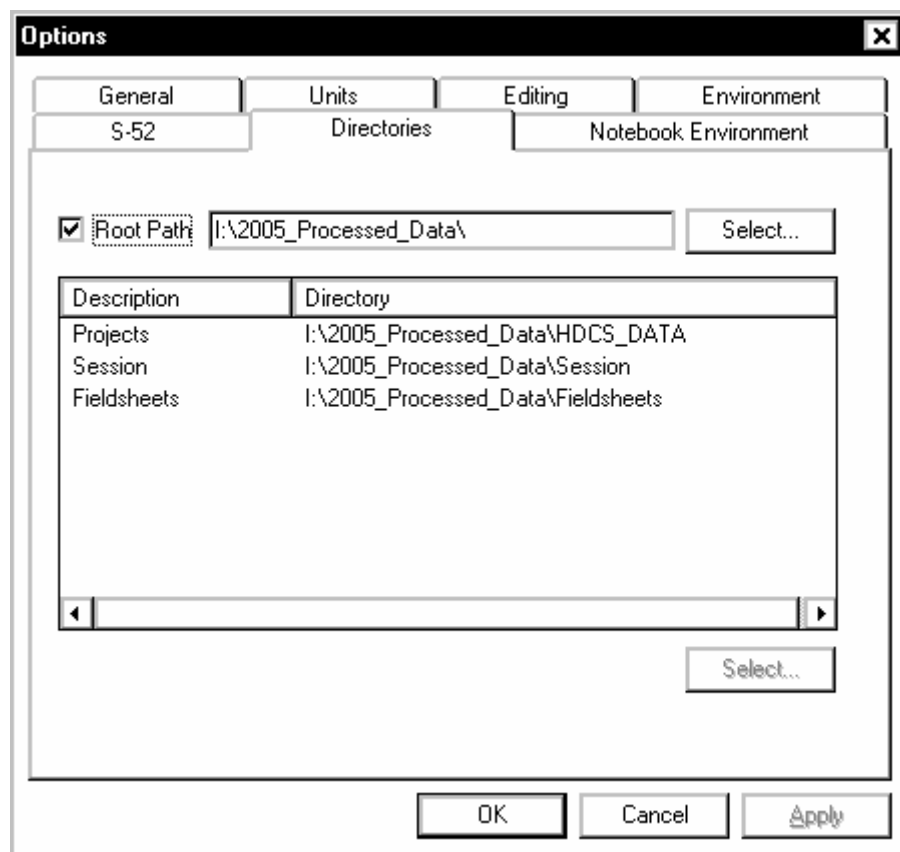 Options
General Units Editing Environment
S-52 Directories Notebook Environment
Root Path I:\2005_Processed_Data\ Select...
Description Directory
Projects I:\2005_Processed_Data\HDCS_DATA
Session I:\2005_Processed_Data\Session
Fieldsheets I:\2005_Processed_Data\Fieldsheets
Select...
OK Cancel Apply